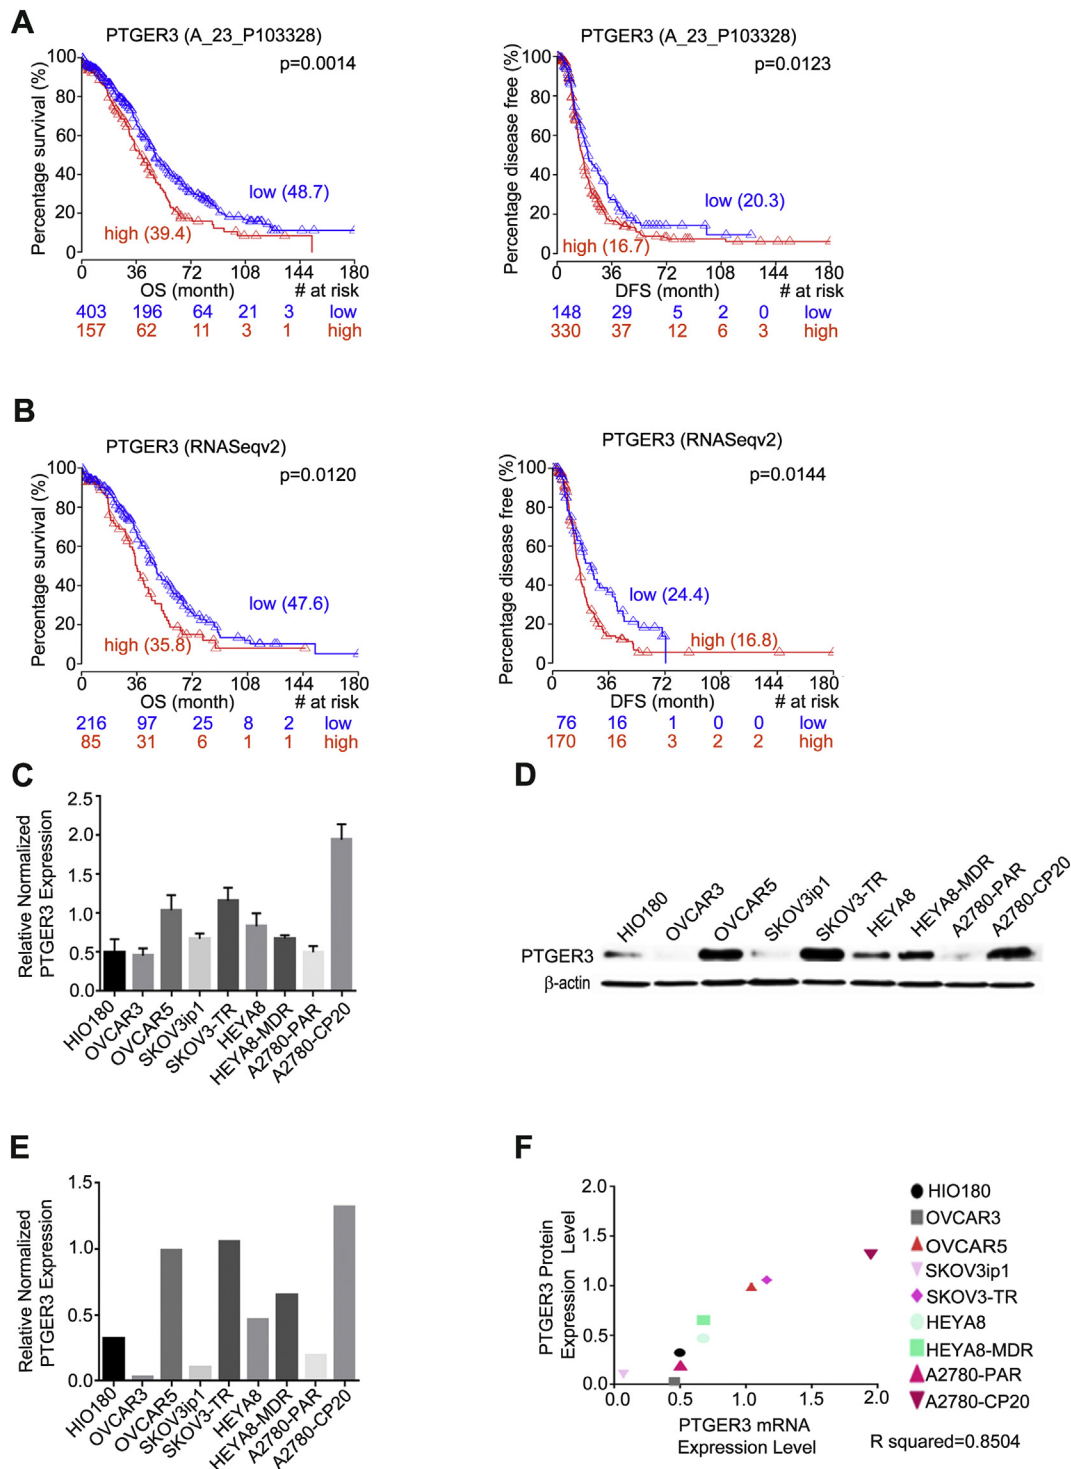 A
PTGER3 (A_23_P103328)
p=0.0014
Percentage survival (%)
100
80
60
40
20
0
low (48.7)
high (39.4)
0 36 72 108 144 180
OS (month) # at risk
403 196 64 21 3 low
157 62 11 3 1 high
PTGER3 (A_23_P103328)
p=0.0123
Percentage disease free (%)
100
80
60
40
20
0
low (20.3)
high (16.7)
0 36 72 108 144 180
DFS (month) # at risk
148 29 5 2 0 low
330 37 12 6 3 high
B
PTGER3 (RNASeqv2)
p=0.0120
Percentage survival (%)
100
80
60
40
20
0
low (47.6)
high (35.8)
0 36 72 108 144 180
OS (month) # at risk
216 97 25 8 2 low
85 31 6 1 1 high
PTGER3 (RNASeqv2)
p=0.0144
Percentage disease free (%)
100
80
60
40
20
0
low (24.4)
high (16.8)
0 36 72 108 144 180
DFS (month) # at risk
76 16 1 0 0 low
170 16 3 2 2 high
C
Relative Normalized
PTGER3 Expression
2.5
2.0
1.5
1.0
0.5
0.0
HIO180
OVCAR3
OVCAR5
SKOV3ip1
SKOV3-TR
HEYA8
HEYA8-MDR
A2780-PAR
A2780-CP20
D
HIO180
OVCAR3
OVCAR5
SKOV3ip1
SKOV3-TR
HEYA8
HEYA8-MDR
A2780-PAR
A2780-CP20
PTGER3
β-actin
E
Relative Normalized
PTGER3 Expression
1.5
1.0
0.5
0.0
HIO180
OVCAR3
OVCAR5
SKOV3ip1
SKOV3-TR
HEYA8
HEYA8-MDR
A2780-PAR
A2780-CP20
F
PTGER3 Protein
Expression Level
2.0
1.5
1.0
0.5
0.0
0.0 0.5 1.0 1.5 2.0
PTGER3 mRNA
Expression Level
HIO180
OVCAR3
OVCAR5
SKOV3ip1
SKOV3-TR
HEYA8
HEYA8-MDR
A2780-PAR
A2780-CP20
R squared=0.8504